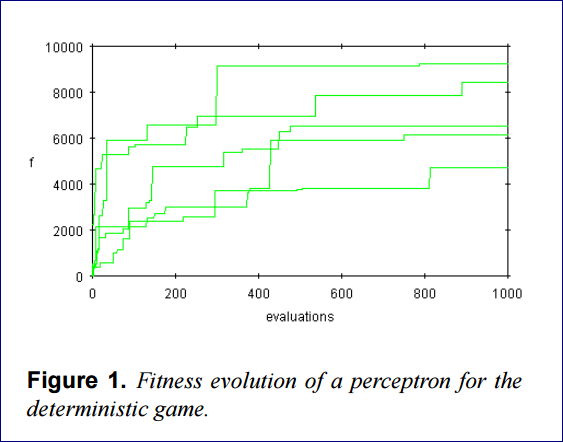 10000
8000
6000
f
4000
2000
0
0 200 400 600 800 1000
evaluations
Figure 1. Fitness evolution of a perceptron for the
deterministic game.